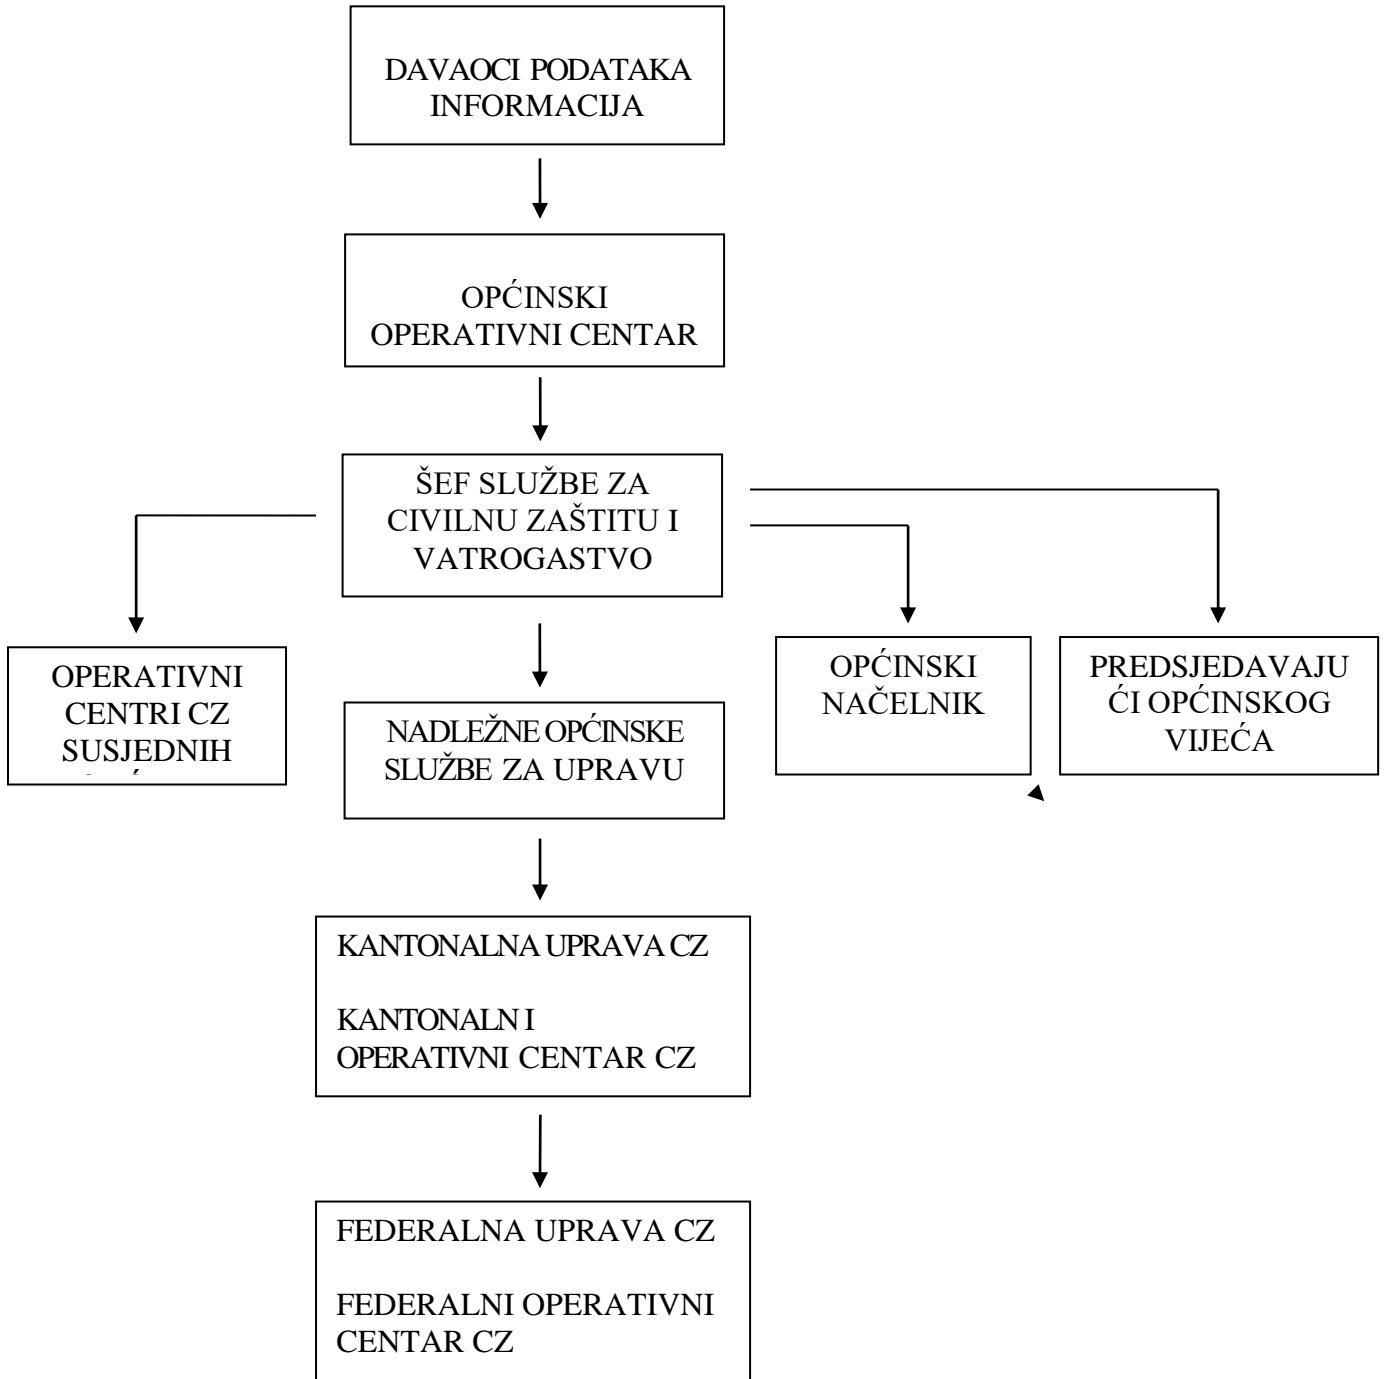 DAVAOCI PODATAKA
INFORMACIJA
OPĆINSKI
OPERATIVNI CENTAR
ŠEF SLUŽBE ZA
CIVILNU ZAŠTITU I
VATROGASTVO
OPERATIVNI
CENTRI CZ
SUSJEDNIH
NADLEŽNE OPĆINSKE
SLUŽBE ZA UPRAVU
OPĆINSKI
NAČELNIK
PREDSJEDAVAJU
ĆI OPĆINSKOG
VIJEĆA
KANTONALNA UPRAVA CZ
KANTONALN I
OPERATIVNI CENTAR CZ
FEDERALNA UPRAVA CZ
FEDERALNI OPERATIVNI
CENTAR CZ